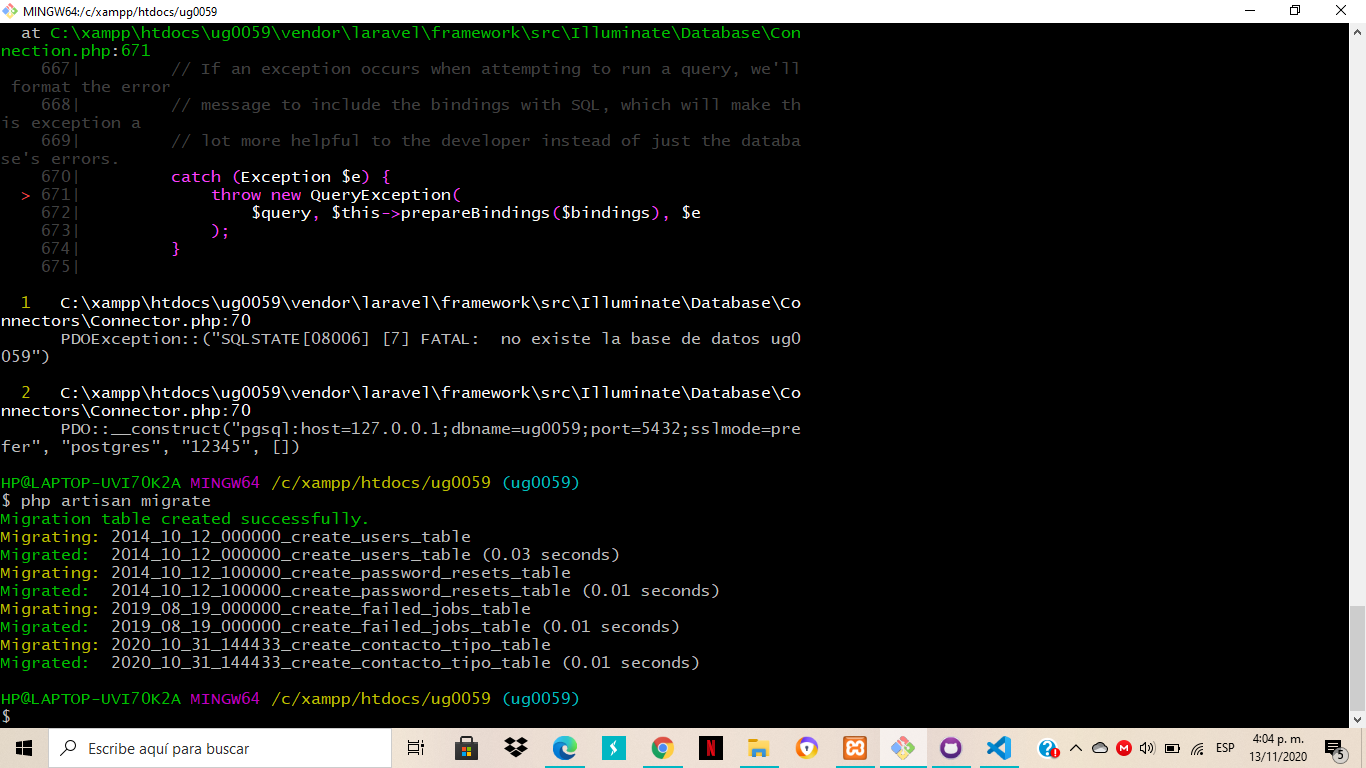 MINGW64:/c/xampp/htdocs/ug0059
at C:\xampp\htdocs\ug0059\vendor\laravel\framework\src\Illuminate\Database\Con
nection.php:671
667|         // If an exception occurs when attempting to run a query, we'll
format the error
668|         // message to include the bindings with SQL, which will make th
is exception a
669|         // lot more helpful to the developer instead of just the databa
se's errors.
670|         catch (Exception $e) {
> 671|             throw new QueryException(
672|                 $query, $this->prepareBindings($bindings), $e
673|             );
674|         }
675|
1   C:\xampp\htdocs\ug0059\vendor\laravel\framework\src\Illuminate\Database\Co
nnectors\Connector.php:70
PDOException::("SQLSTATE[08006] [7] FATAL:  no existe la base de datos ug0
059")
2   C:\xampp\htdocs\ug0059\vendor\laravel\framework\src\Illuminate\Database\Co
nnectors\Connector.php:70
PDO::__construct("pgsql:host=127.0.0.1;dbname=ug0059;port=5432;sslmode=pre
fer", "postgres", "12345", [])
HP@LAPTOP-UVI70K2A MINGW64 /c/xampp/htdocs/ug0059 (ug0059)
$ php artisan migrate
Migration table created successfully.
Migrating: 2014_10_12_000000_create_users_table
Migrated:  2014_10_12_000000_create_users_table (0.03 seconds)
Migrating: 2014_10_12_100000_create_password_resets_table
Migrated:  2014_10_12_100000_create_password_resets_table (0.01 seconds)
Migrating: 2019_08_19_000000_create_failed_jobs_table
Migrated:  2019_08_19_000000_create_failed_jobs_table (0.01 seconds)
Migrating: 2020_10_31_144433_create_contacto_tipo_table
Migrated:  2020_10_31_144433_create_contacto_tipo_table (0.01 seconds)
HP@LAPTOP-UVI70K2A MINGW64 /c/xampp/htdocs/ug0059 (ug0059)
$
Escribe aquí para buscar
ESP
4:04 p. m.
13/11/2020
5